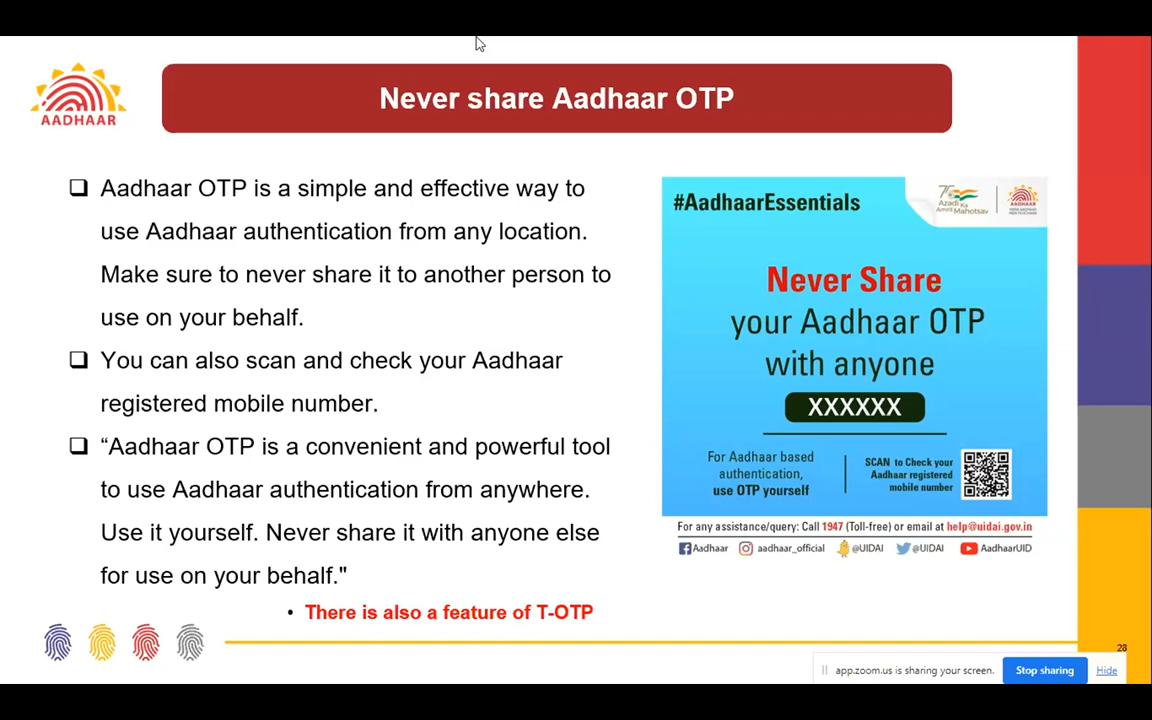 AADHAAR
Never share Aadhaar OTP
Aadhaar OTP is a simple and effective way to
use Aadhaar authentication from any location.
Make sure to never share it to another person to
use on your behalf.
You can also scan and check your Aadhaar
registered mobile number.
“Aadhaar OTP is a convenient and powerful tool
to use Aadhaar authentication from anywhere.
Use it yourself. Never share it with anyone else
for use on your behalf."
• There is also a feature of T-OTP
#AadhaarEssentials
Azadi
Ka
Amrit Mahotsav
Never Share
your Aadhaar OTP
with anyone
XXXXXX
For Aadhaar based
authentication,
use OTP yourself
SCAN to Check your
Aadhaar registered
mobile number
For any assistance/query: Call 1947 (Toll-free) or email at help@uidai.gov.in
Aadhaar aadhaar_official @UIDAI @UIDAI AadhaarUID
28
app.zoom.us is sharing your screen. Stop sharing Hide